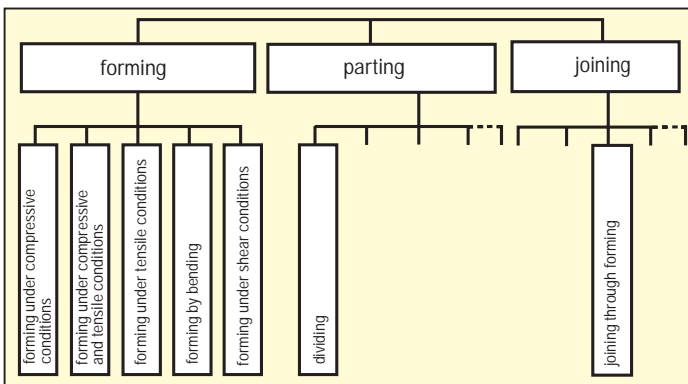 forming
parting
joining
forming under compressive
conditions
forming under compressive
and tensile conditions
forming under tensile conditions
forming by bending
forming under shear conditions
dividing
joining through forming